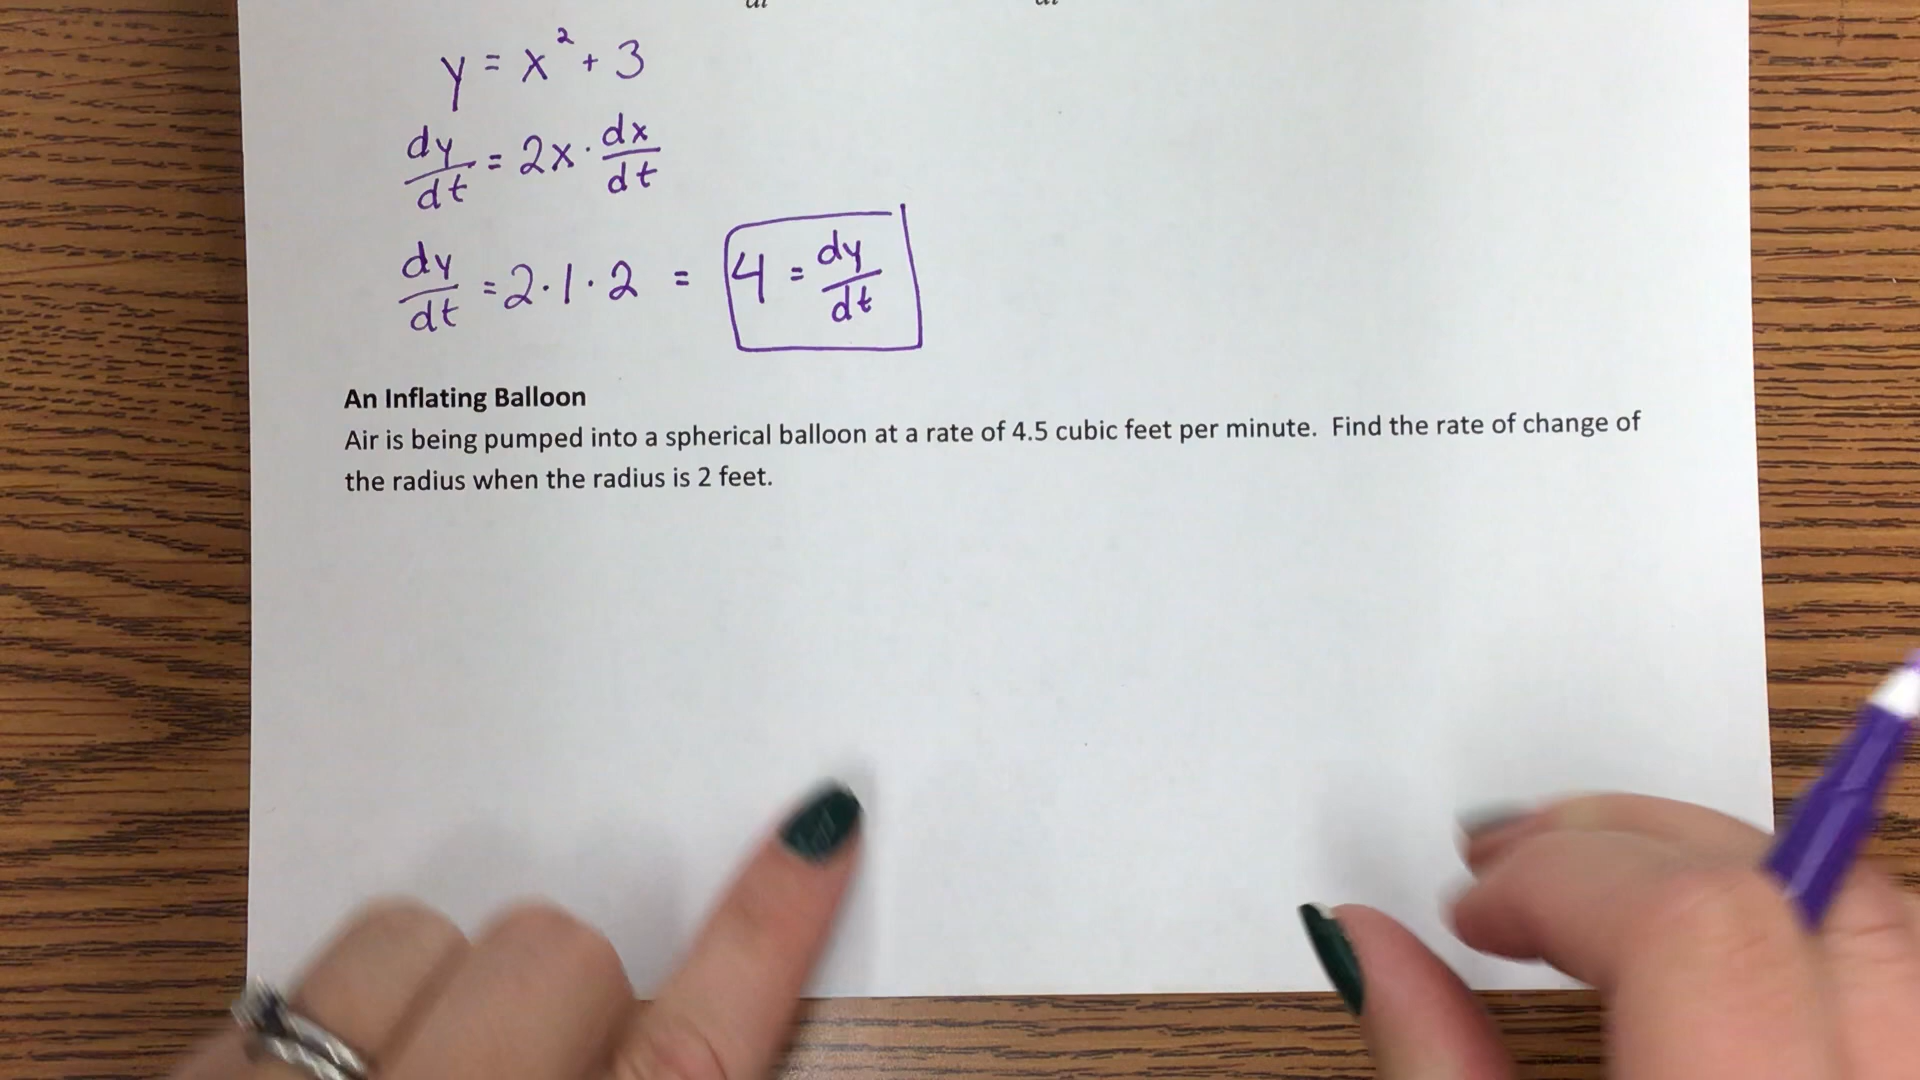 y = x² + 3
dy/dt = 2x · dx/dt
dy/dt = 2 · 1 · 2 = 4 = dy/dt
An Inflating Balloon
Air is being pumped into a spherical balloon at a rate of 4.5 cubic feet per minute. Find the rate of change of
the radius when the radius is 2 feet.